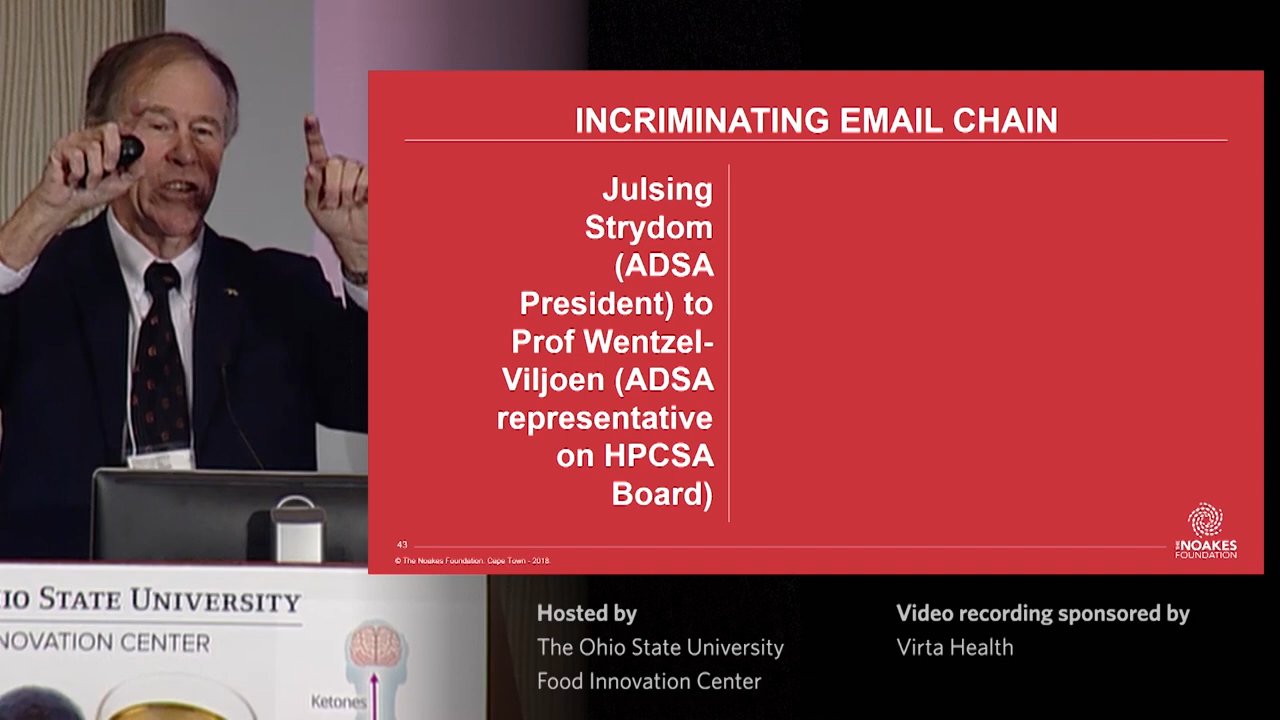 INCRIMINATING EMAIL CHAIN
Julsing
Strydom
(ADSA
President) to
Prof Wentzel-
Viljoen (ADSA
representative
on HPCSA
Board)
43
© The Noakes Foundation. Cape Town - 2018.
THE NOAKES
FOUNDATION
IO STATE UNIVERSITY
NOVATION CENTER
Ketones
Hosted by
The Ohio State University
Food Innovation Center
Video recording sponsored by
Virta Health